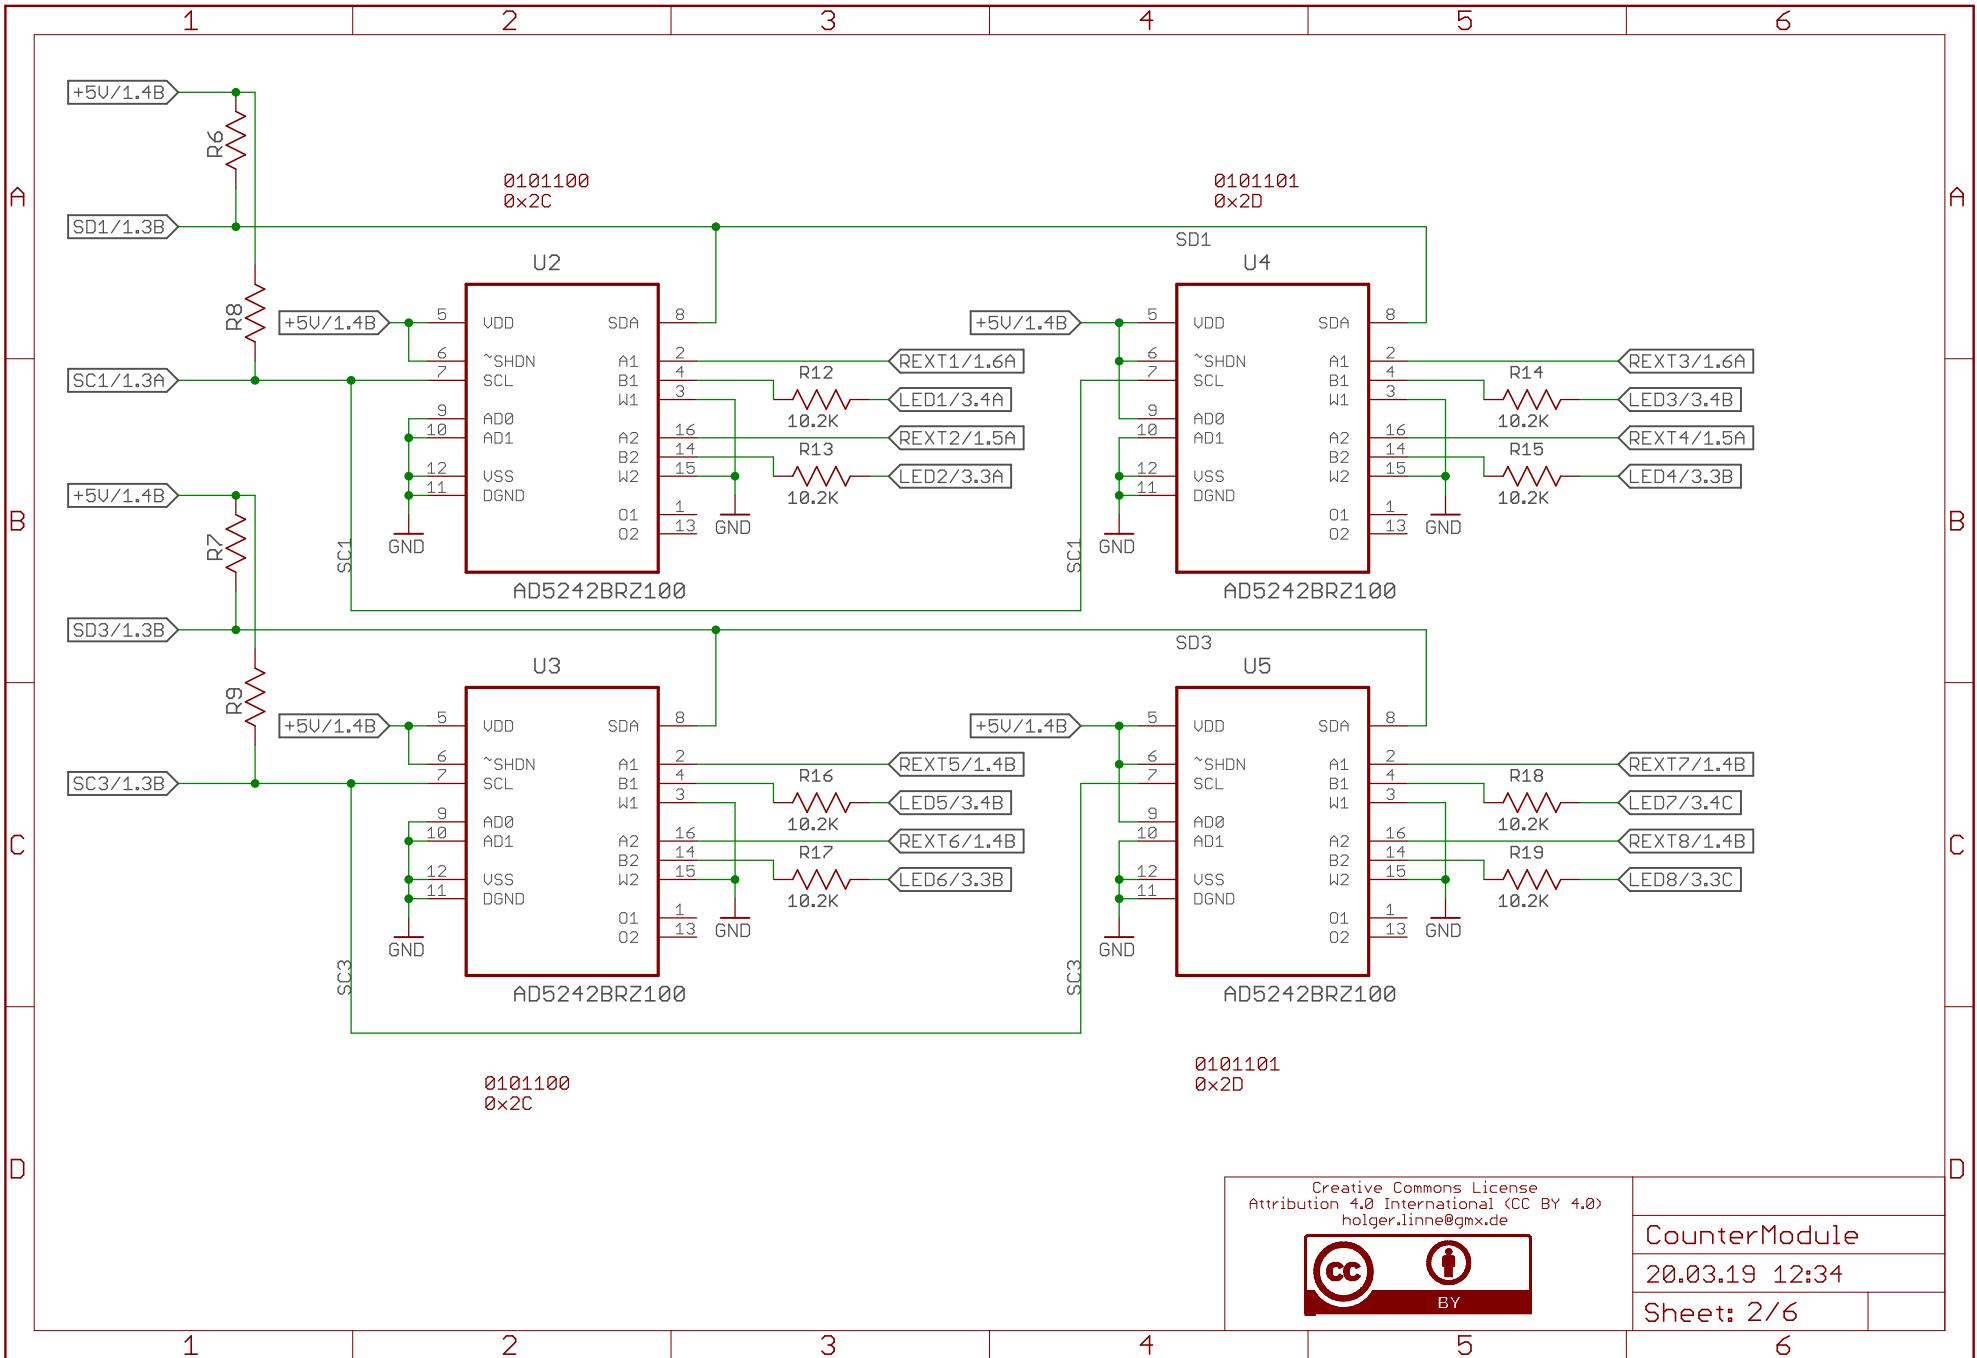 1 2 3 4 5 6
A A
B B
C C
D D
+5V/1.4B
R6
SD1/1.3B
R8
SC1/1.3A
0101100
0x2C
U2
+5V/1.4B
5 VDD SDA 8
6 ~SHDN A1 2 REXT1/1.6A
7 SCL B1 4 R12
W1 3 LED1/3.4A
10.2K
9 AD0
10 AD1 A2 16 REXT2/1.5A
B2 14 R13
12 VSS W2 15 LED2/3.3A
11 DGND 10.2K
O1 1
O2 13
GND GND
SC1
AD5242BRZ100
0101101
0x2D
SD1
U4
+5V/1.4B
5 VDD SDA 8
6 ~SHDN A1 2 REXT3/1.6A
7 SCL B1 4 R14
W1 3 LED3/3.4B
10.2K
9 AD0
10 AD1 A2 16 REXT4/1.5A
B2 14 R15
12 VSS W2 15 LED4/3.3B
11 DGND 10.2K
O1 1
O2 13
GND GND
SC1
AD5242BRZ100
+5V/1.4B
R7
SD3/1.3B
R9
SC3/1.3B
U3
+5V/1.4B
5 VDD SDA 8
6 ~SHDN A1 2 REXT5/1.4B
7 SCL B1 4 R16
W1 3 LED5/3.4B
10.2K
9 AD0
10 AD1 A2 16 REXT6/1.4B
B2 14 R17
12 VSS W2 15 LED6/3.3B
11 DGND 10.2K
O1 1
O2 13
GND GND
SC3
AD5242BRZ100
0101100
0x2C
SD3
U5
+5V/1.4B
5 VDD SDA 8
6 ~SHDN A1 2 REXT7/1.4B
7 SCL B1 4 R18
W1 3 LED7/3.4C
10.2K
9 AD0
10 AD1 A2 16 REXT8/1.4B
B2 14 R19
12 VSS W2 15 LED8/3.3C
11 DGND 10.2K
O1 1
O2 13
GND GND
SC3
AD5242BRZ100
0101101
0x2D
Creative Commons License
Attribution 4.0 International (CC BY 4.0)
holger.linne@gmx.de
cc
BY
CounterModule
20.03.19 12:34
Sheet: 2/6
1 2 3 4 5 6